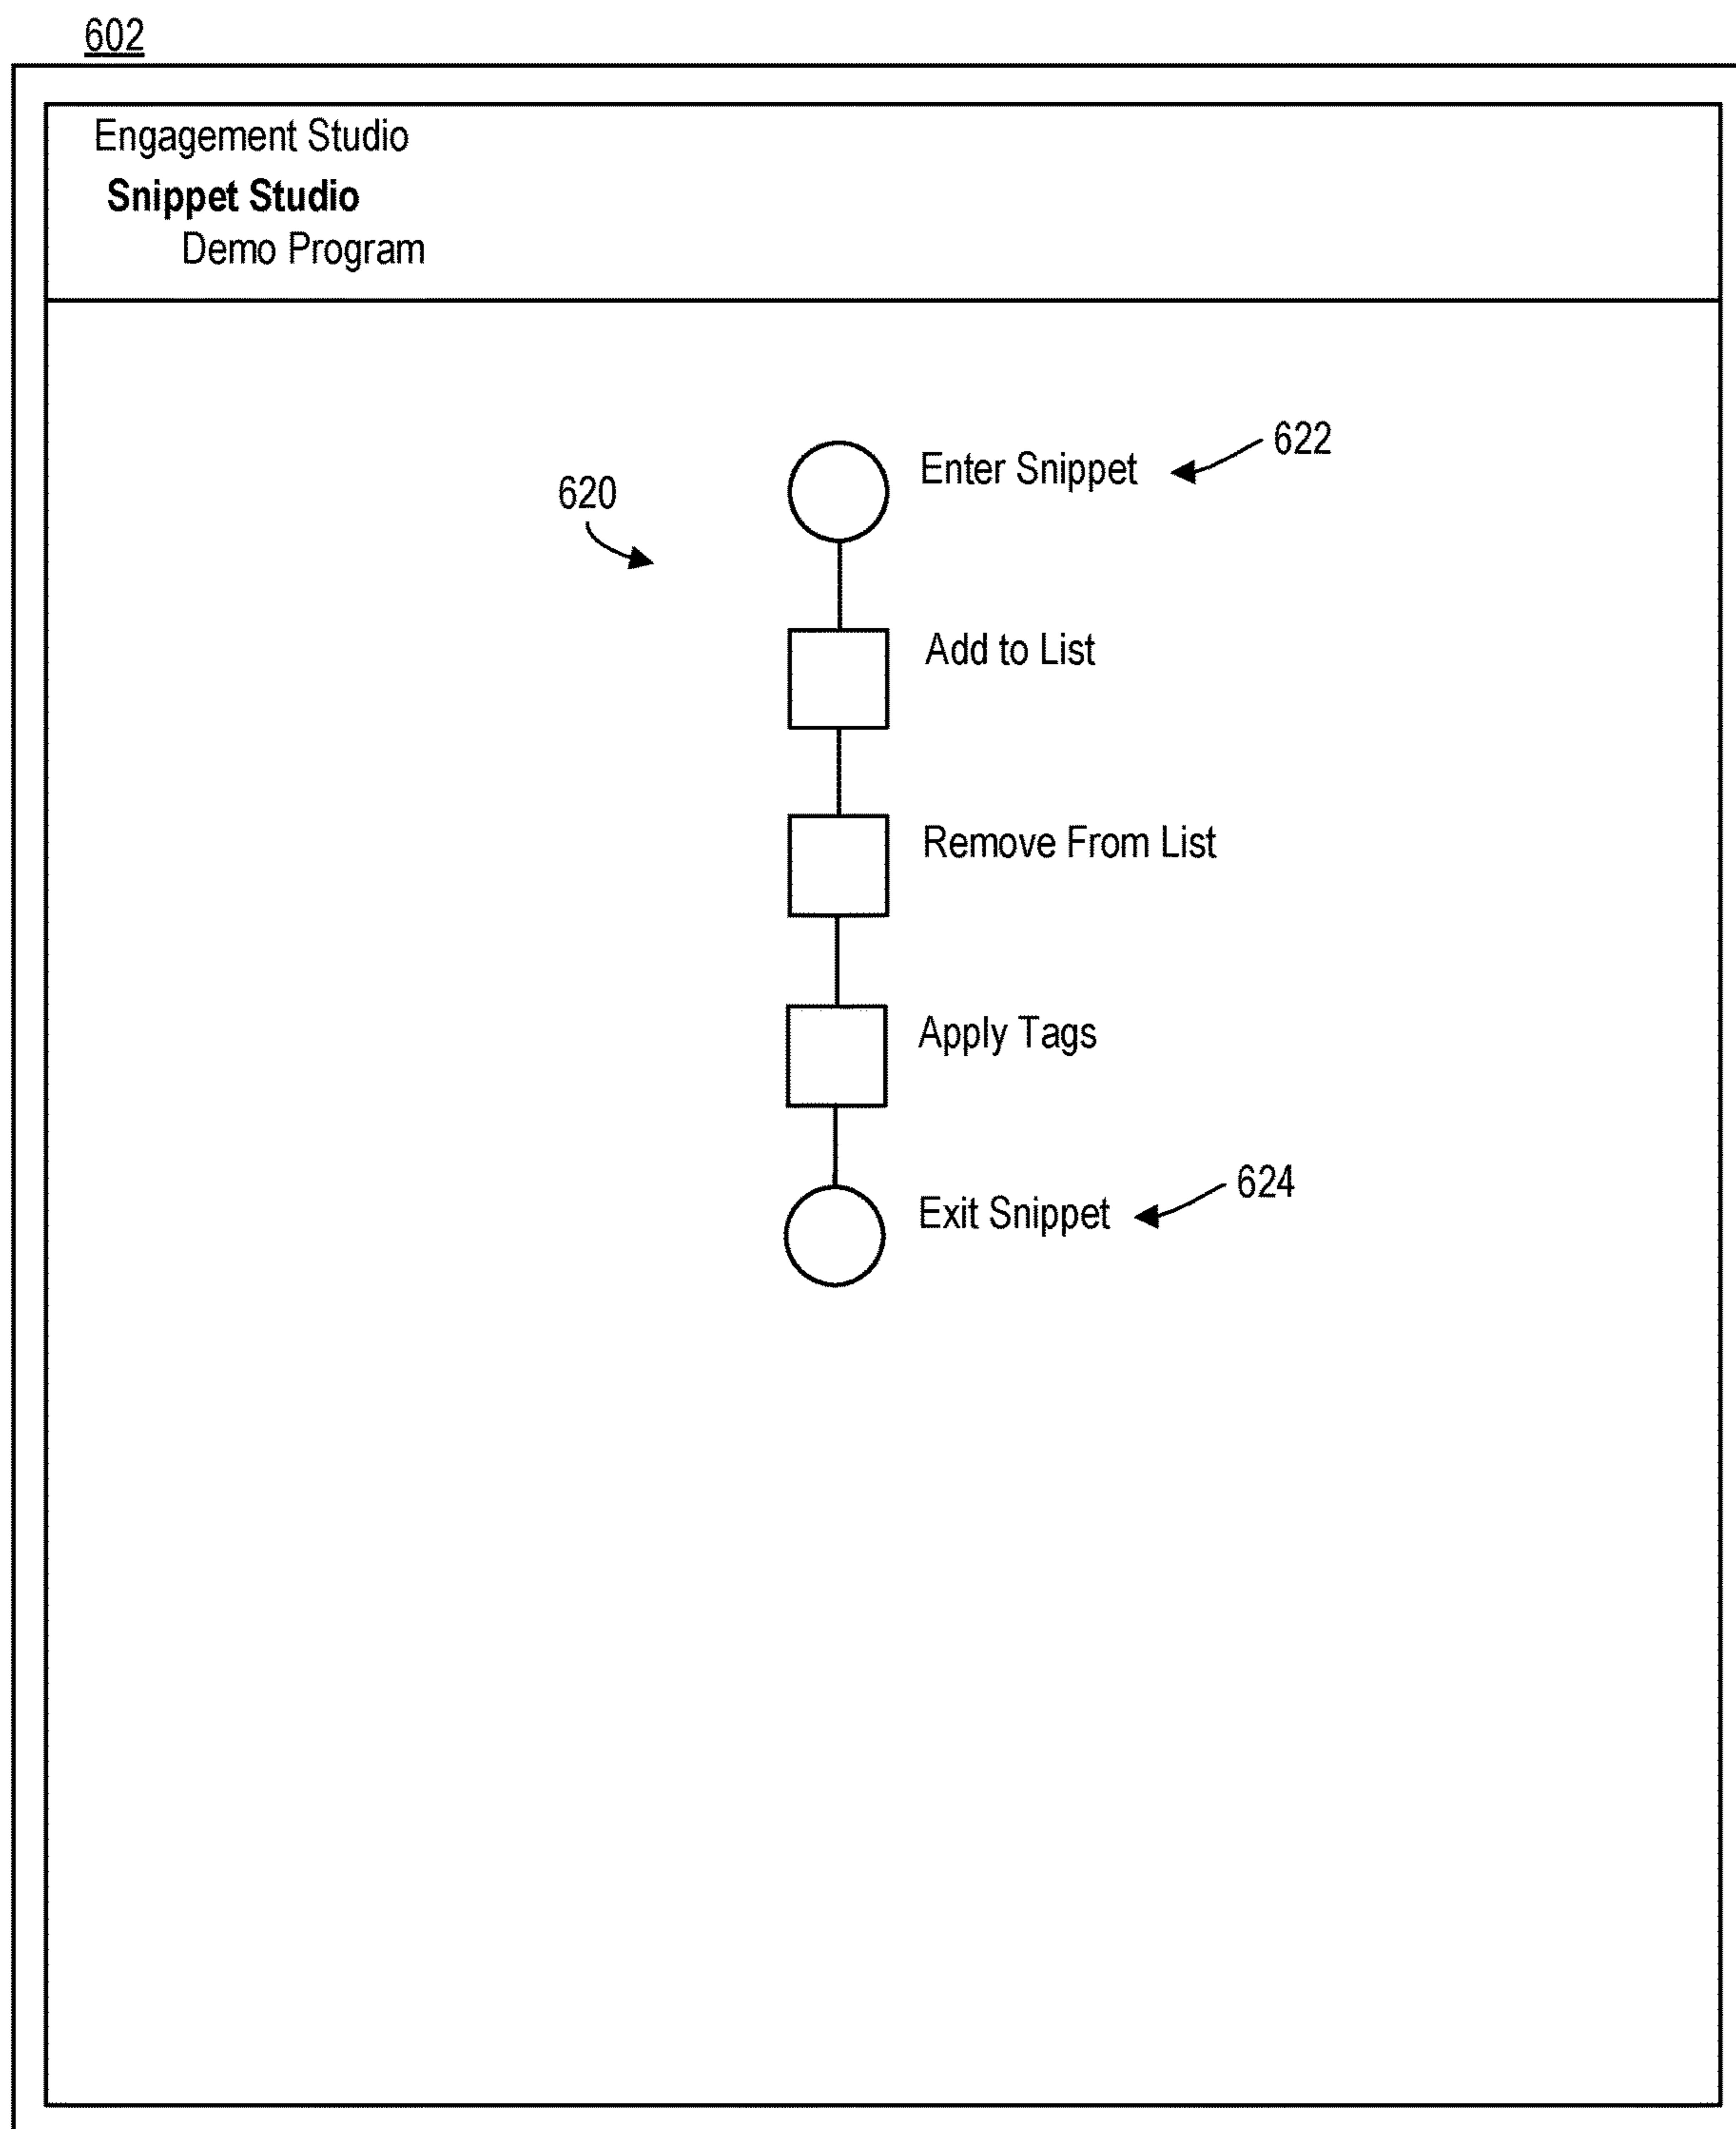 602
Engagement Studio
Snippet Studio
Demo Program
Enter Snippet
622
620
Add to List
Remove From List
Apply Tags
Exit Snippet
624